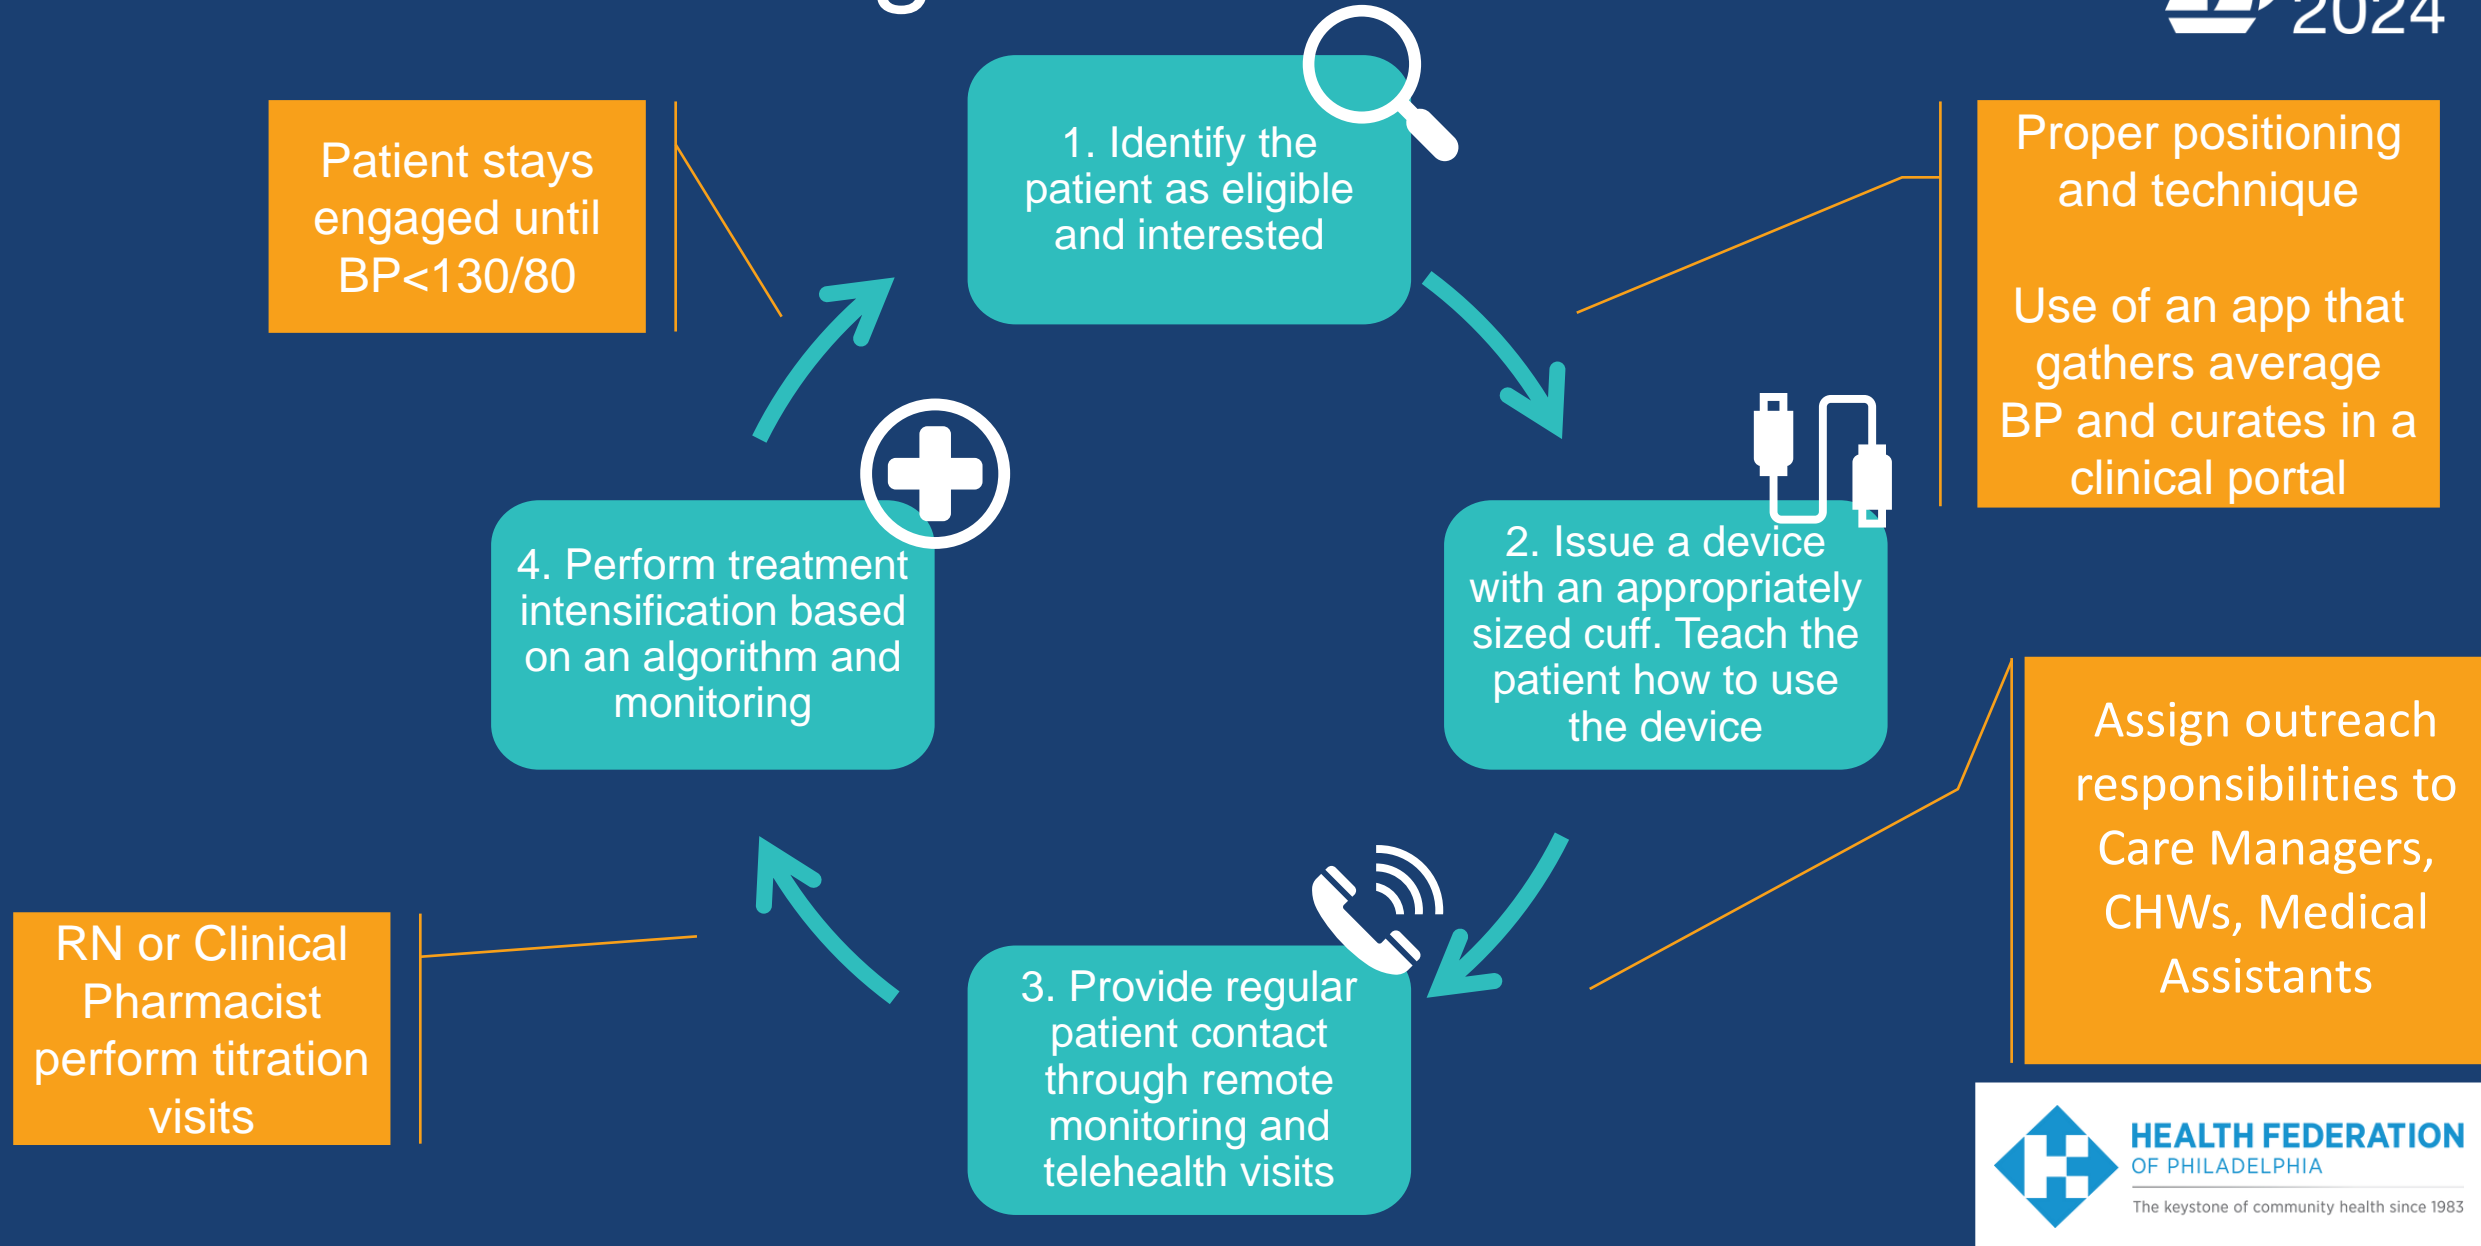 2024
1. Identify the
patient as eligible
and interested
Patient stays
engaged until
BP<130/80
Proper positioning
and technique
Use of an app that
gathers average
BP and curates in a
clinical portal
2. Issue a device
with an appropriately
sized cuff. Teach the
patient how to use
the device
4. Perform treatment
intensification based
on an algorithm and
monitoring
Assign outreach
responsibilities to
Care Managers,
CHWs, Medical
Assistants
RN or Clinical
Pharmacist
perform titration
visits
3. Provide regular
patient contact
through remote
monitoring and
telehealth visits
HEALTH FEDERATION
OF PHILADELPHIA
The keystone of community health since 1983